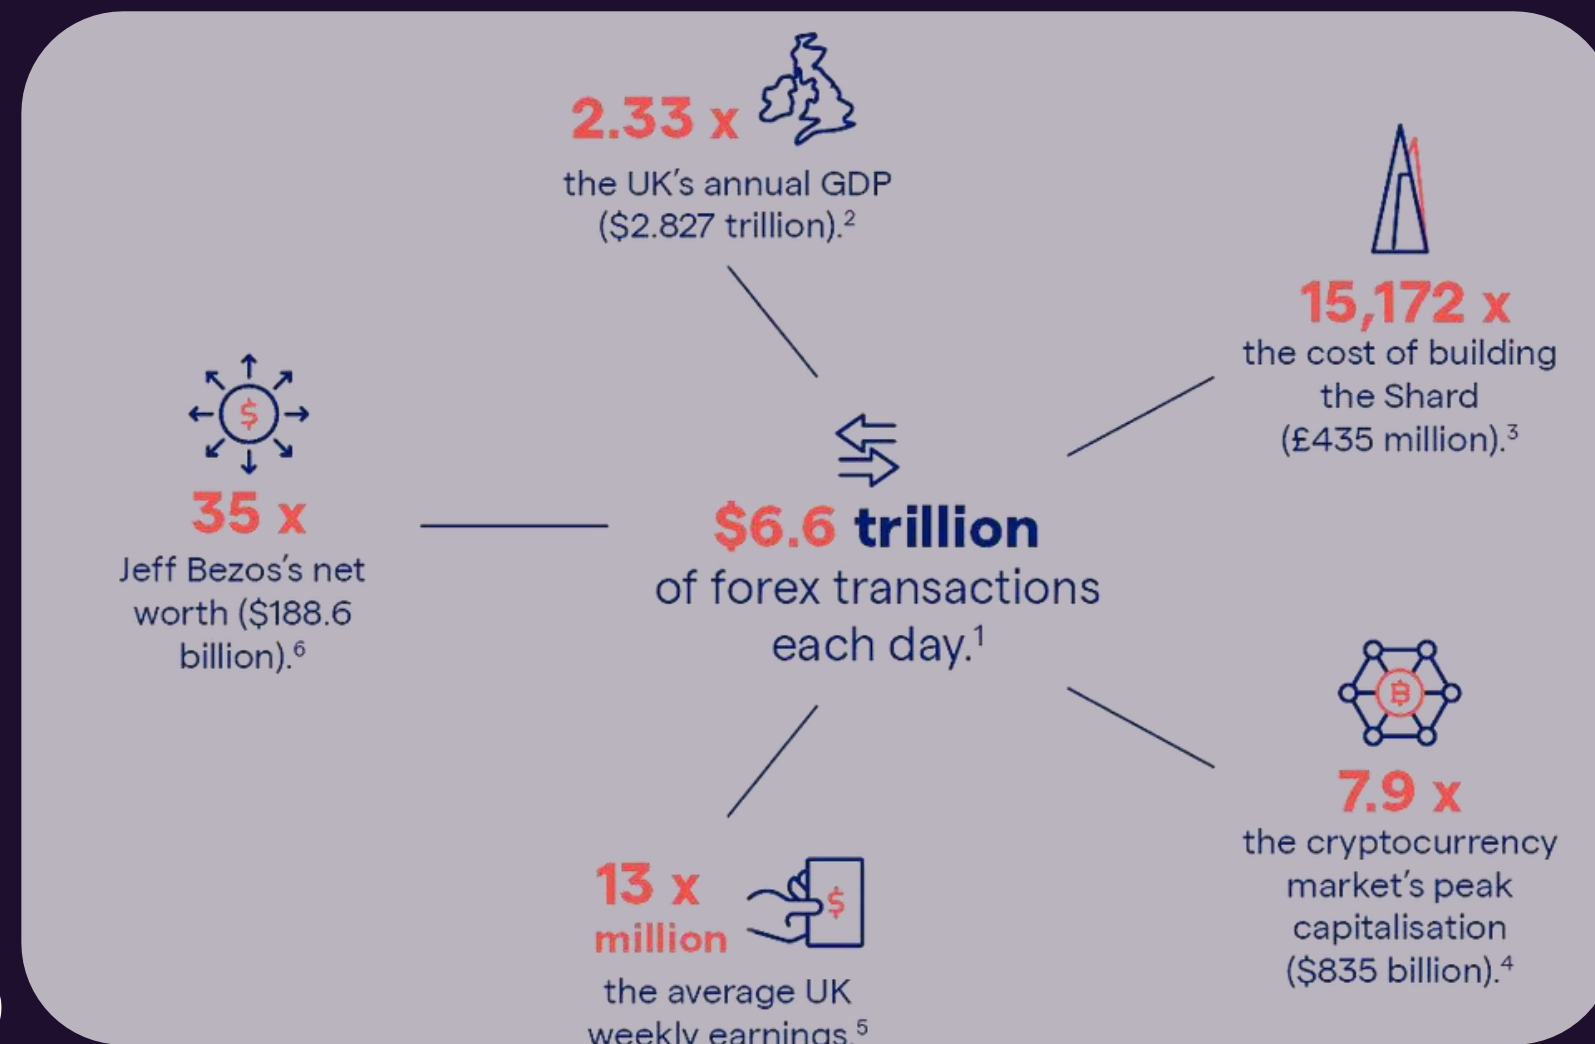 2.33 x
the UK's annual GDP
($2.827 trillion).²
15,172 x
the cost of building
the Shard
(£435 million).³
$
35 x
Jeff Bezos's net
worth ($188.6
billion).⁶
$6.6 trillion
of forex transactions
each day.¹
₿
7.9 x
the cryptocurrency
market's peak
capitalisation
($835 billion).⁴
13 x
million
$
the average UK
weekly earnings.⁵